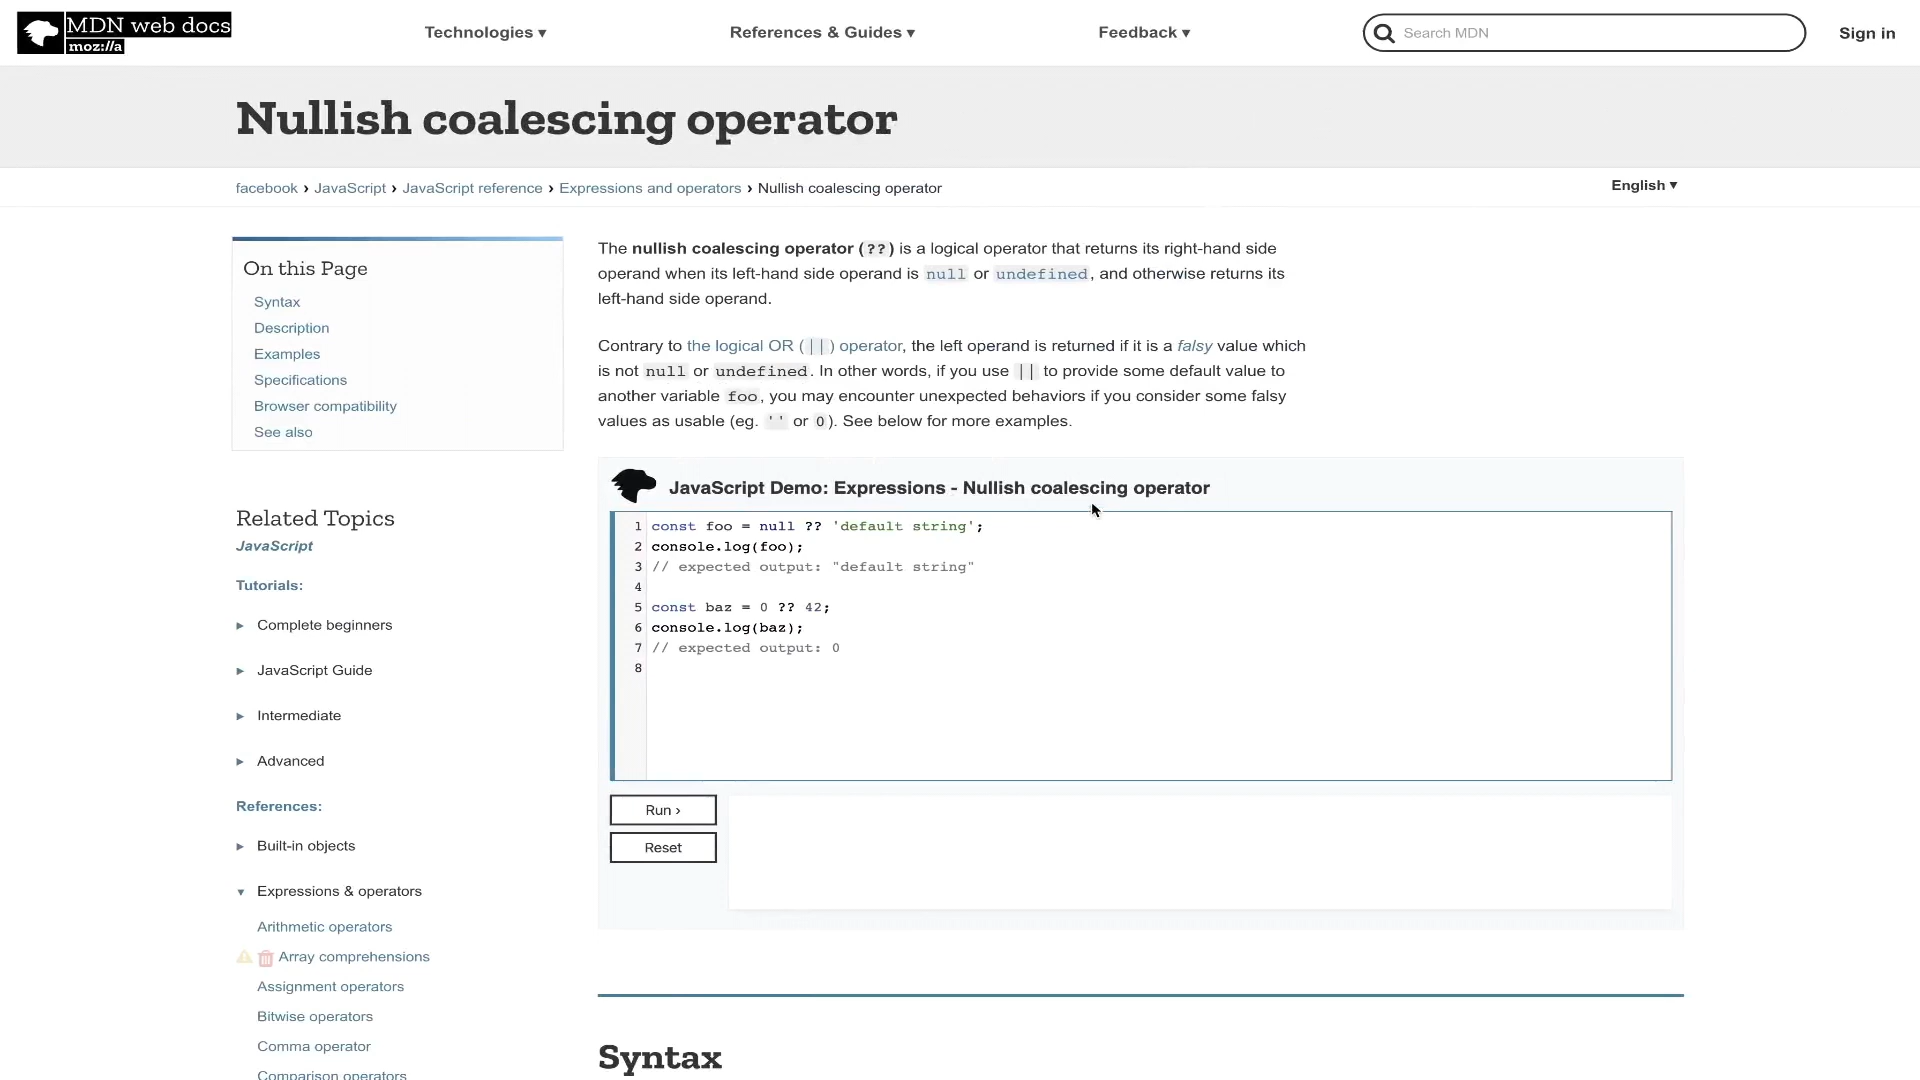 MDN web docs
moz://a
Technologies ▾
References & Guides ▾
Feedback ▾
Search MDN
Sign in
Nullish coalescing operator
facebook › JavaScript › JavaScript reference › Expressions and operators › Nullish coalescing operator
English ▾
On this Page
Syntax
Description
Examples
Specifications
Browser compatibility
See also
Related Topics
JavaScript
Tutorials:
▸ Complete beginners
▸ JavaScript Guide
▸ Intermediate
▸ Advanced
References:
▸ Built-in objects
▾ Expressions & operators
Arithmetic operators
Array comprehensions
Assignment operators
Bitwise operators
Comma operator
Comparison operators
The nullish coalescing operator (??) is a logical operator that returns its right-hand side
operand when its left-hand side operand is null or undefined, and otherwise returns its
left-hand side operand.
Contrary to the logical OR (||) operator, the left operand is returned if it is a falsy value which
is not null or undefined. In other words, if you use || to provide some default value to
another variable foo, you may encounter unexpected behaviors if you consider some falsy
values as usable (eg. '' or 0). See below for more examples.
JavaScript Demo: Expressions - Nullish coalescing operator
1 const foo = null ?? 'default string';
2 console.log(foo);
3 // expected output: "default string"
4
5 const baz = 0 ?? 42;
6 console.log(baz);
7 // expected output: 0
8
Run ›
Reset
Syntax